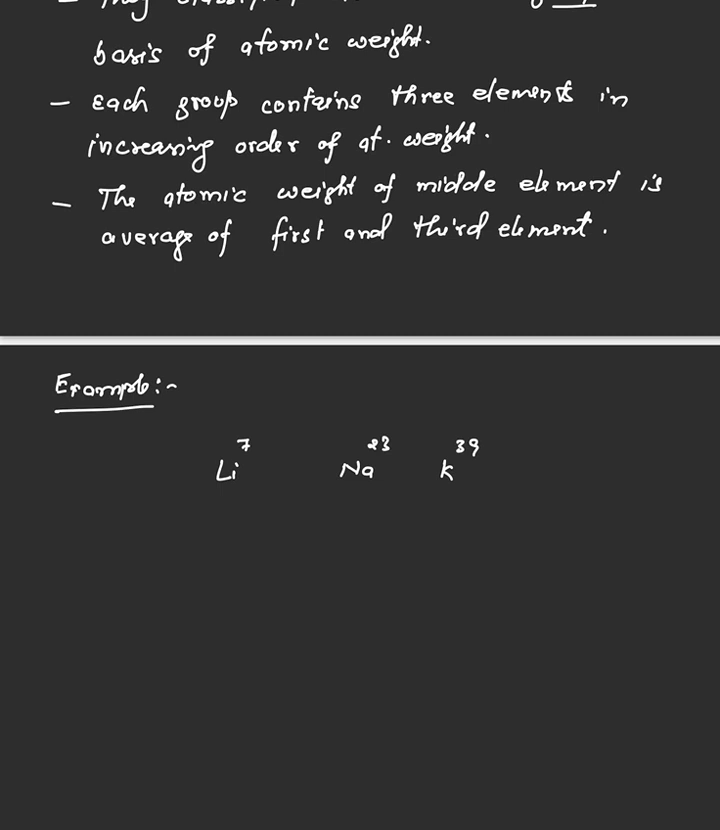 basis of atomic weight.
- Each group contains three elements in
increasing order of at. weight.
- The atomic weight of middle element is
average of first and third element.
Example:-
7 23 39
Li Na K